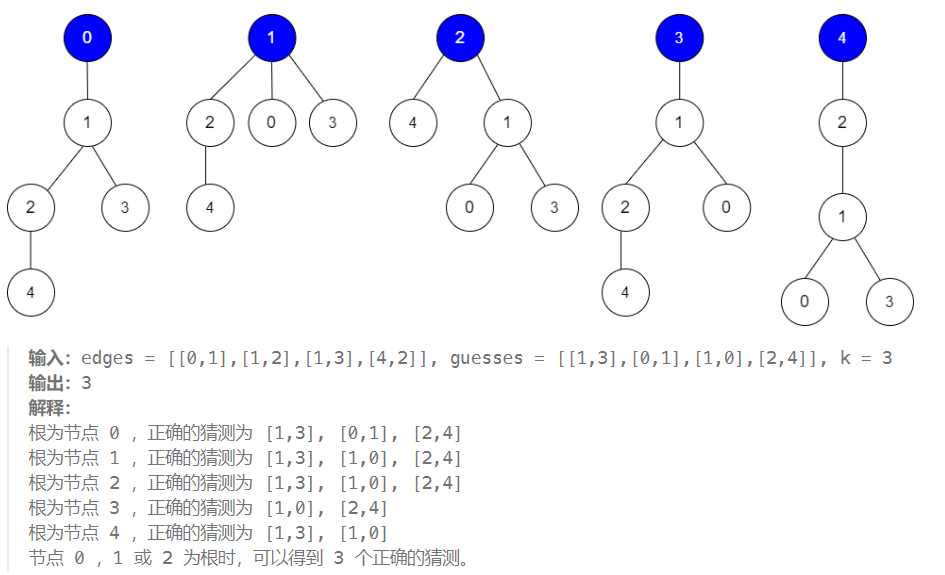 0 1 2 3 4
1 2 0 3 4 1 1 2
2 3 4 0 3 2 0 1
4 4 0 3
输入：edges = [[0,1],[1,2],[1,3],[4,2]], guesses = [[1,3],[0,1],[1,0],[2,4]], k = 3
输出：3
解释：
根为节点 0 ，正确的猜测为 [1,3], [0,1], [2,4]
根为节点 1 ，正确的猜测为 [1,3], [1,0], [2,4]
根为节点 2 ，正确的猜测为 [1,3], [1,0], [2,4]
根为节点 3 ，正确的猜测为 [1,0], [2,4]
根为节点 4 ，正确的猜测为 [1,3], [1,0]
节点 0 ，1 或 2 为根时，可以得到 3 个正确的猜测。